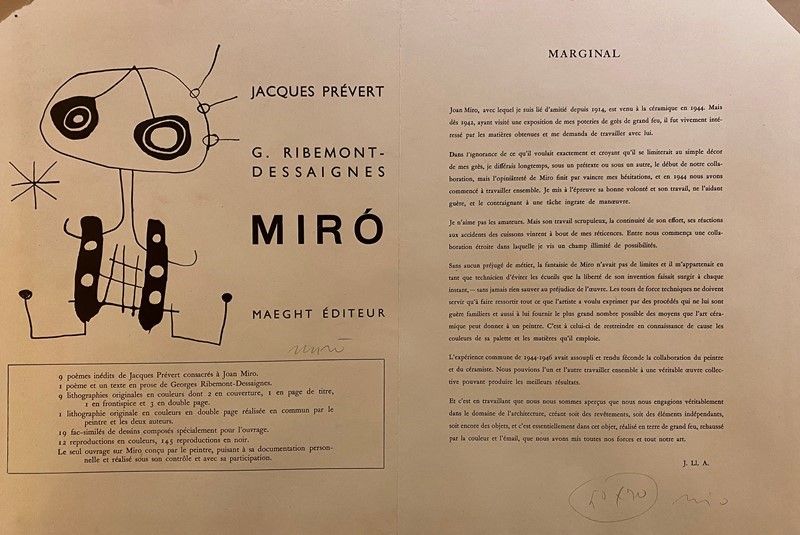 JACQUES PRÉVERT
G. RIBEMONT-
DESSAIGNES
MIRÓ
MAEGHT ÉDITEUR
miró
9 poèmes inédits de Jacques Prévert consacrés à Joan Miro.
1 poème et un texte en prose de Georges Ribemont-Dessaignes.
9 lithographies originales en couleurs dont 2 en couverture, 1 en page de titre,
1 en frontispice et 3 en double page.
1 lithographie originale en couleurs en double page réalisée en commun par le
peintre et les deux auteurs.
19 fac-similés de dessins composés spécialement pour l'ouvrage.
12 reproductions en couleurs, 145 reproductions en noir.
Le seul ouvrage sur Miro conçu par le peintre, puisant à sa documentation person-
nelle et réalisé sous son contrôle et avec sa participation.
MARGINAL
Joan Miro, avec lequel je suis lié d'amitié depuis 1914, est venu à la céramique en 1944. Mais
dès 1942, ayant visité une exposition de mes poteries de grès de grand feu, il fut vivement inté-
ressé par les matières obtenues et me demanda de travailler avec lui.
Dans l'ignorance de ce qu'il voulait exactement et croyant qu'il se limiterait au simple décor
de mes grès, je différais longtemps, sous un prétexte ou sous un autre, le début de notre colla-
boration, mais l'opiniâtreté de Miro finit par vaincre mes hésitations, et en 1944 nous avons
commencé à travailler ensemble. Je mis à l'épreuve sa bonne volonté et son travail, ne l'aidant
guère, et le contraignant à une tâche ingrate de manœuvre.
Je n'aime pas les amateurs. Mais son travail scrupuleux, la continuité de son effort, ses réactions
aux accidents des cuissons vinrent à bout de mes réticences. Entre nous commença une colla-
boration étroite dans laquelle je vis un champ illimité de possibilités.
Sans aucun préjugé de métier, la fantaisie de Miro n'avait pas de limites et il m'appartenait en
tant que technicien d'éviter les écueils que la liberté de son invention faisait surgir à chaque
instant, — sans jamais rien sauver au préjudice de l'œuvre. Les tours de force techniques ne doivent
servir qu'à faire ressortir tout ce que l'artiste a voulu exprimer par des procédés qui ne lui sont
guère familiers et aussi à lui fournir le plus grand nombre possible des moyens que l'art céra-
mique peut donner à un peintre. C'est à celui-ci de restreindre en connaissance de cause les
couleurs de sa palette et les matières qu'il emploie.
L'expérience commune de 1944-1946 avait assoupli et rendu féconde la collaboration du peintre
et du céramiste. Nous pouvions l'un et l'autre travailler ensemble à une véritable œuvre collec-
tive pouvant produire les meilleurs résultats.
Et c'est en travaillant que nous nous sommes aperçus que nous nous engagions véritablement
dans le domaine de l'architecture, créant soit des revêtements, soit des éléments indépendants,
soit encore des objets, et c'est essentiellement dans cet objet, réalisé en terre de grand feu, rehaussé
par la couleur et l'émail, que nous avons mis toutes nos forces et tout notre art.
J. Ll. A.
miro